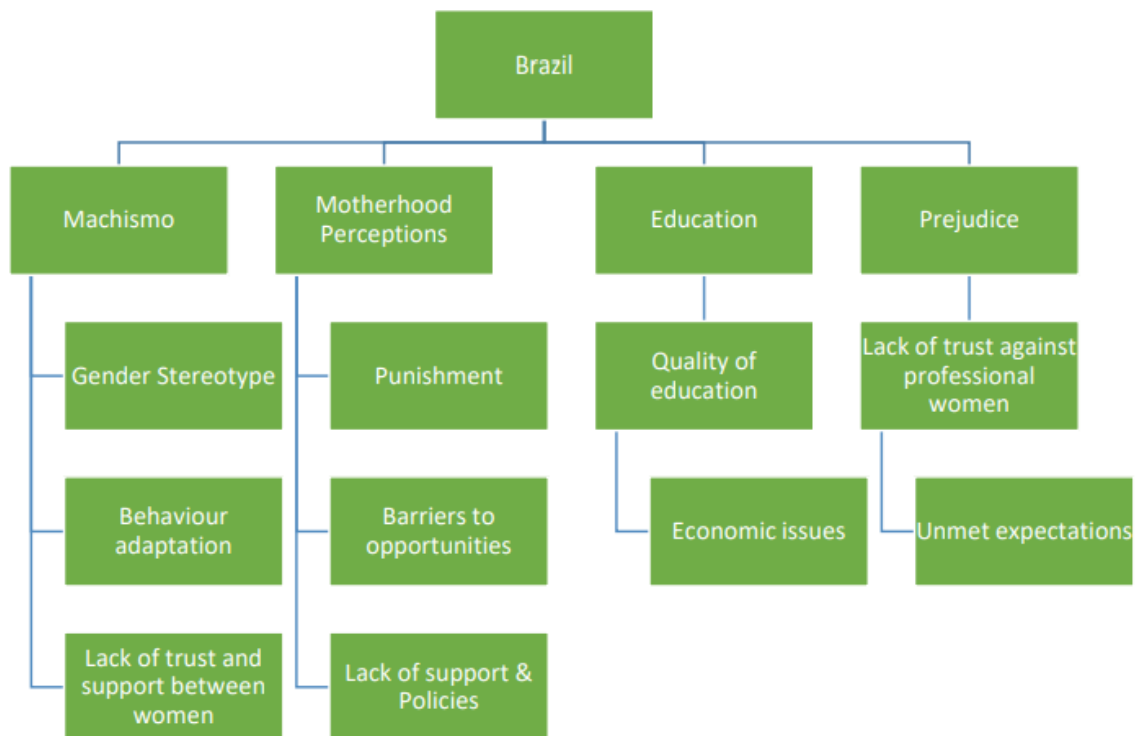 Brazil
Machismo
Motherhood
Perceptions
Education
Prejudice
Gender Stereotype
Punishment
Quality of
education
Lack of trust against
professional
women
Behaviour
adaptation
Barriers to
opportunities
Economic issues
Unmet expectations
Lack of trust and
support between
women
Lack of support &
Policies